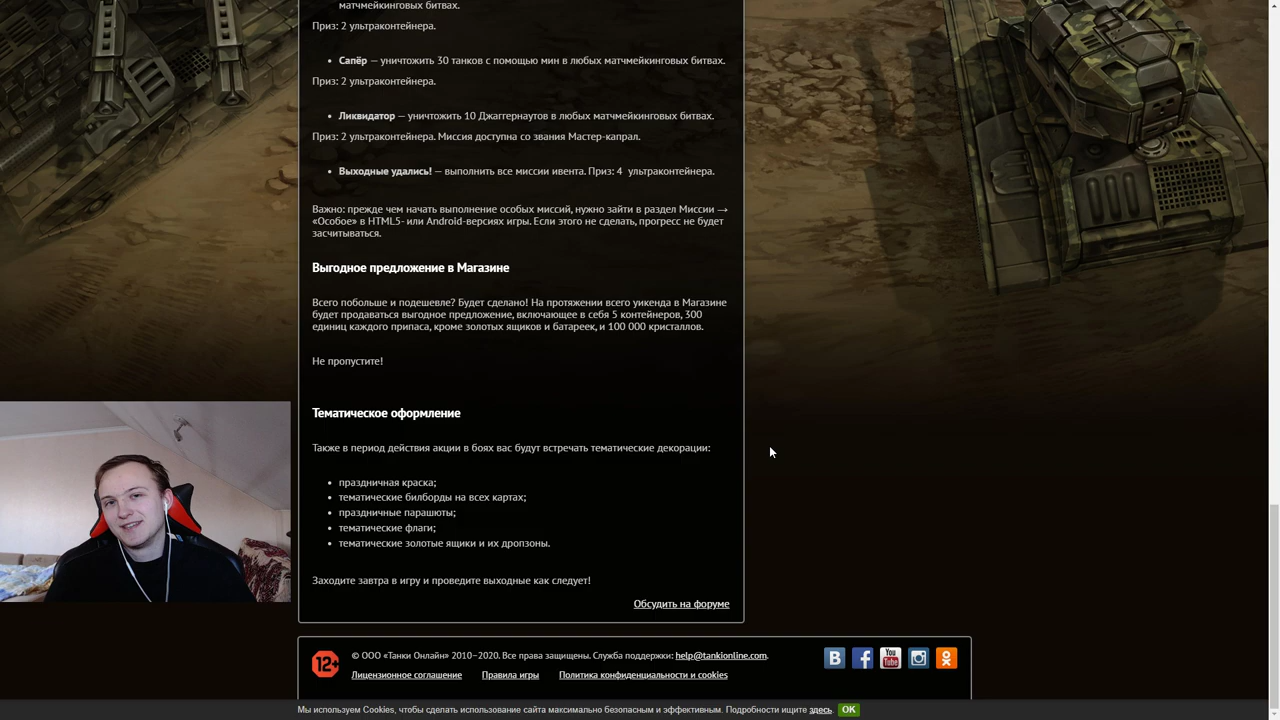 матчмейкинговых битвах.
Приз: 2 ультраконтейнера.
• Сапёр — уничтожить 30 танков с помощью мин в любых матчмейкинговых битвах.
Приз: 2 ультраконтейнера.
• Ликвидатор — уничтожить 10 Джаггернаутов в любых матчмейкинговых битвах.
Приз: 2 ультраконтейнера. Миссия доступна со звания Мастер-капрал.
• Выходные удались! — выполнить все миссии ивента. Приз: 4 ультраконтейнера.
Важно: прежде чем начать выполнение особых миссий, нужно зайти в раздел Миссии →
«Особое» в HTML5- или Android-версиях игры. Если этого не сделать, прогресс не будет
засчитываться.
Выгодное предложение в Магазине
Всего побольше и подешевле? Будет сделано! На протяжении всего уикенда в Магазине
будет продаваться выгодное предложение, включающее в себя 5 контейнеров, 300
единиц каждого припаса, кроме золотых ящиков и батареек, и 100 000 кристаллов.
Не пропустите!
Тематическое оформление
Также в период действия акции в боях вас будут встречать тематические декорации:
• праздничная краска;
• тематические билборды на всех картах;
• праздничные парашюты;
• тематические флаги;
• тематические золотые ящики и их дропзоны.
Заходите завтра в игру и проведите выходные как следует!
Обсудить на форуме
12+
© ООО «Танки Онлайн» 2010–2020. Все права защищены. Служба поддержки: help@tankionline.com.
Лицензионное соглашение Правила игры Политика конфиденциальности и cookies
You Tube
Мы используем Cookies, чтобы сделать использование сайта максимально безопасным и эффективным. Подробности ищите здесь. OK